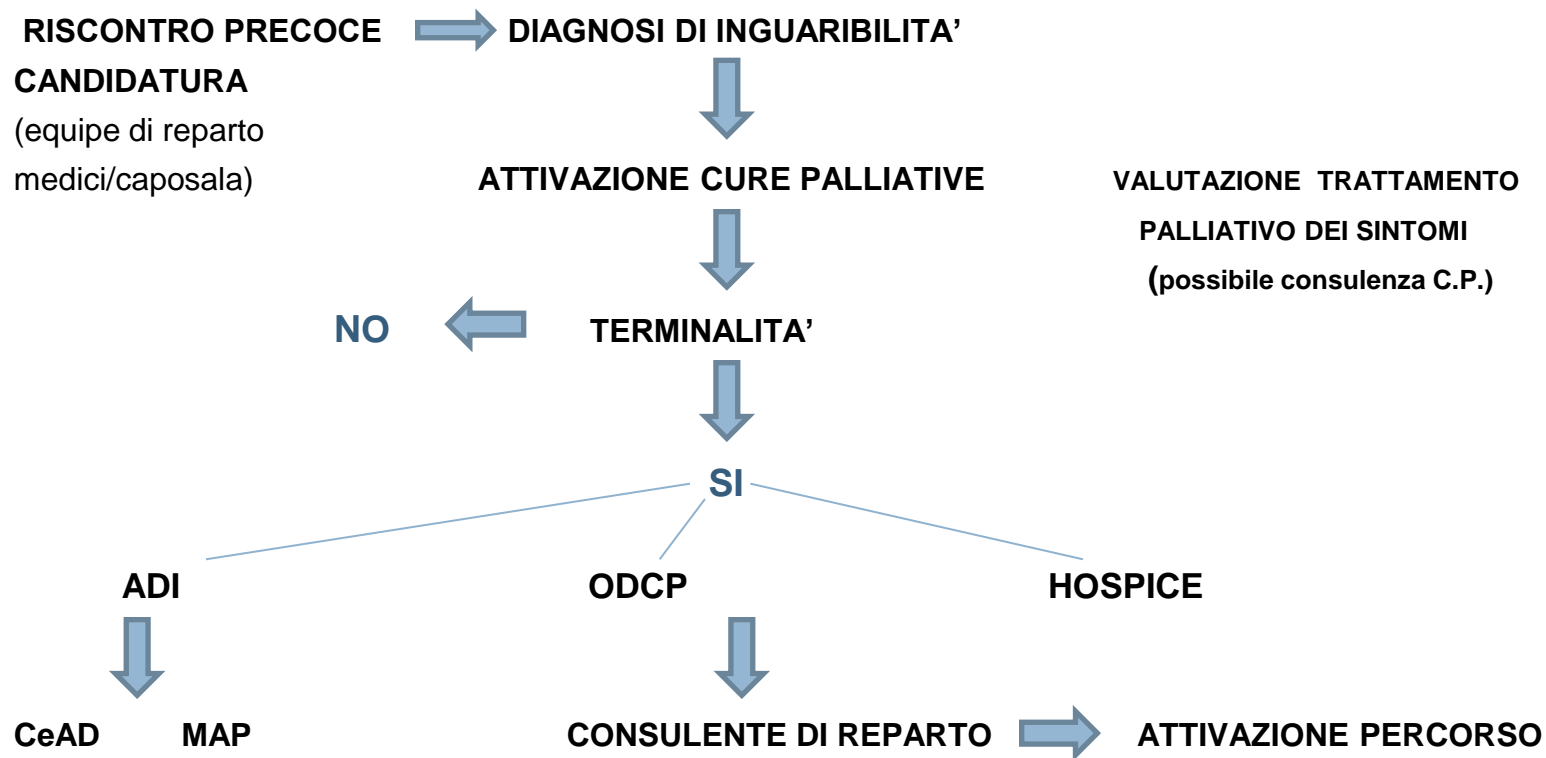 RISCONTRO PRECOCE DIAGNOSI DI INGUARIBILITA’
CANDIDATURA
(equipe di reparto
medici/caposala) ATTIVAZIONE CURE PALLIATIVE VALUTAZIONE TRATTAMENTO
PALLIATIVO DEI SINTOMI
(possibile consulenza C.P.)
NO TERMINALITA’
SI
ADI ODCP HOSPICE
CeAD MAP CONSULENTE DI REPARTO ATTIVAZIONE PERCORSO